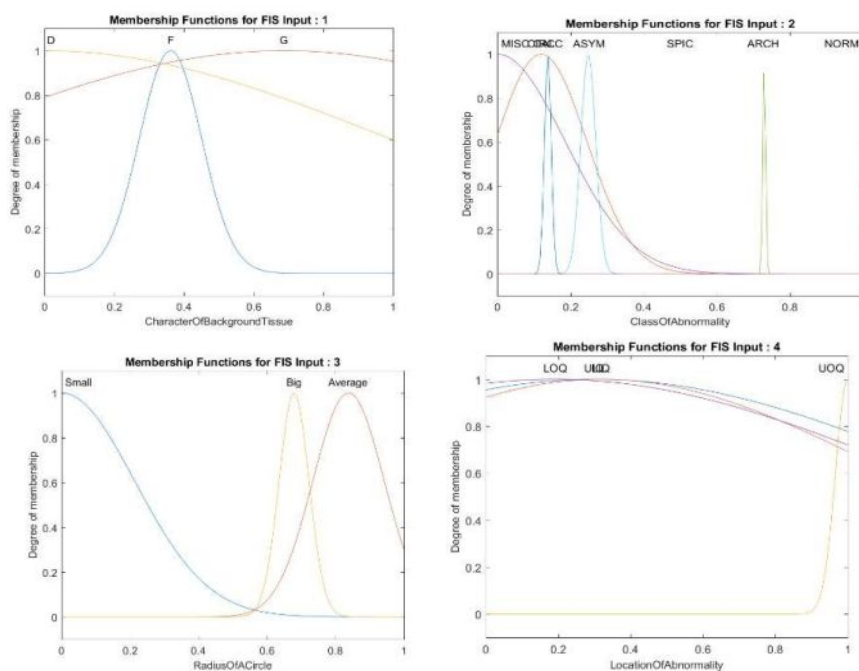 Membership Functions for FIS Input : 1
D F G
Degree of membership
1
0.8
0.6
0.4
0.2
0
0 0.2 0.4 0.6 0.8 1
CharacterOfBackgroundTissue
Membership Functions for FIS Input : 2
MISC ASYM SPIC ARCH NORM
Degree of membership
1
0.8
0.6
0.4
0.2
0
0 0.2 0.4 0.6 0.8
ClassOfAbnormality
Membership Functions for FIS Input : 3
Small Big Average
Degree of membership
1
0.8
0.6
0.4
0.2
0
0 0.2 0.4 0.6 0.8 1
RadiusOfACircle
Membership Functions for FIS Input : 4
LOQ UOQ
Degree of membership
1
0.8
0.6
0.4
0.2
0
0 0.2 0.4 0.6 0.8 1
LocationOfAbnormality